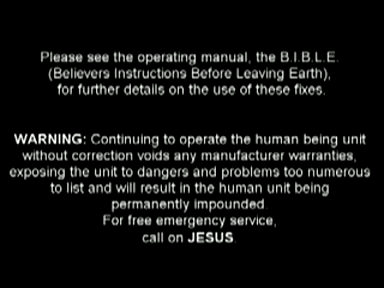 Please see the operating manual, the B.I.B.L.E.
(Believers Instructions Before Leaving Earth),
for further details on the use of these fixes.
WARNING: Continuing to operate the human being unit
without correction voids any manufacturer warranties,
exposing the unit to dangers and problems too numerous
to list and will result in the human unit being
permanently impounded.
For free emergency service,
call on JESUS.